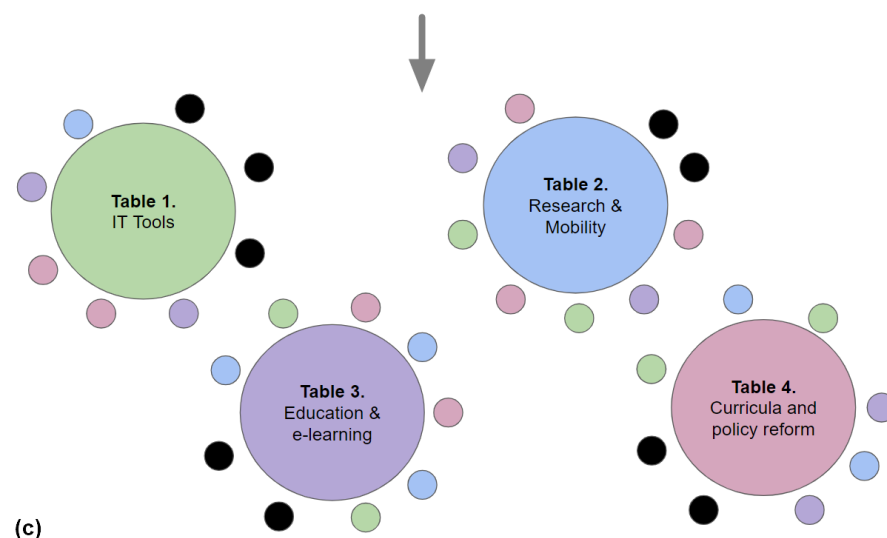 Table 1.
IT Tools
Table 2.
Research &
Mobility
Table 3.
Education &
e-learning
Table 4.
Curricula and
policy reform
(c)